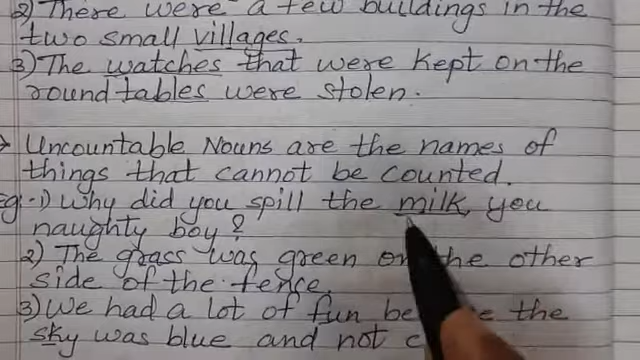 2) There were a few buildings in the
two small villages.
3) The watches that were kept on the
round tables were stolen.
Uncountable Nouns are the names of
things that cannot be counted.
Eg:-1) Why did you spill the milk, you
naughty boy?
2) The grass was green on the other
side of the fence.
3) We had a lot of fun the
sky was blue and not